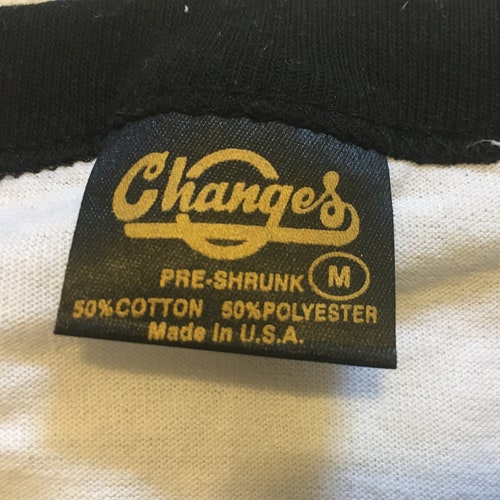 Changes
PRE-SHRUNK M
50%COTTON 50%POLYESTER
Made In U.S.A.